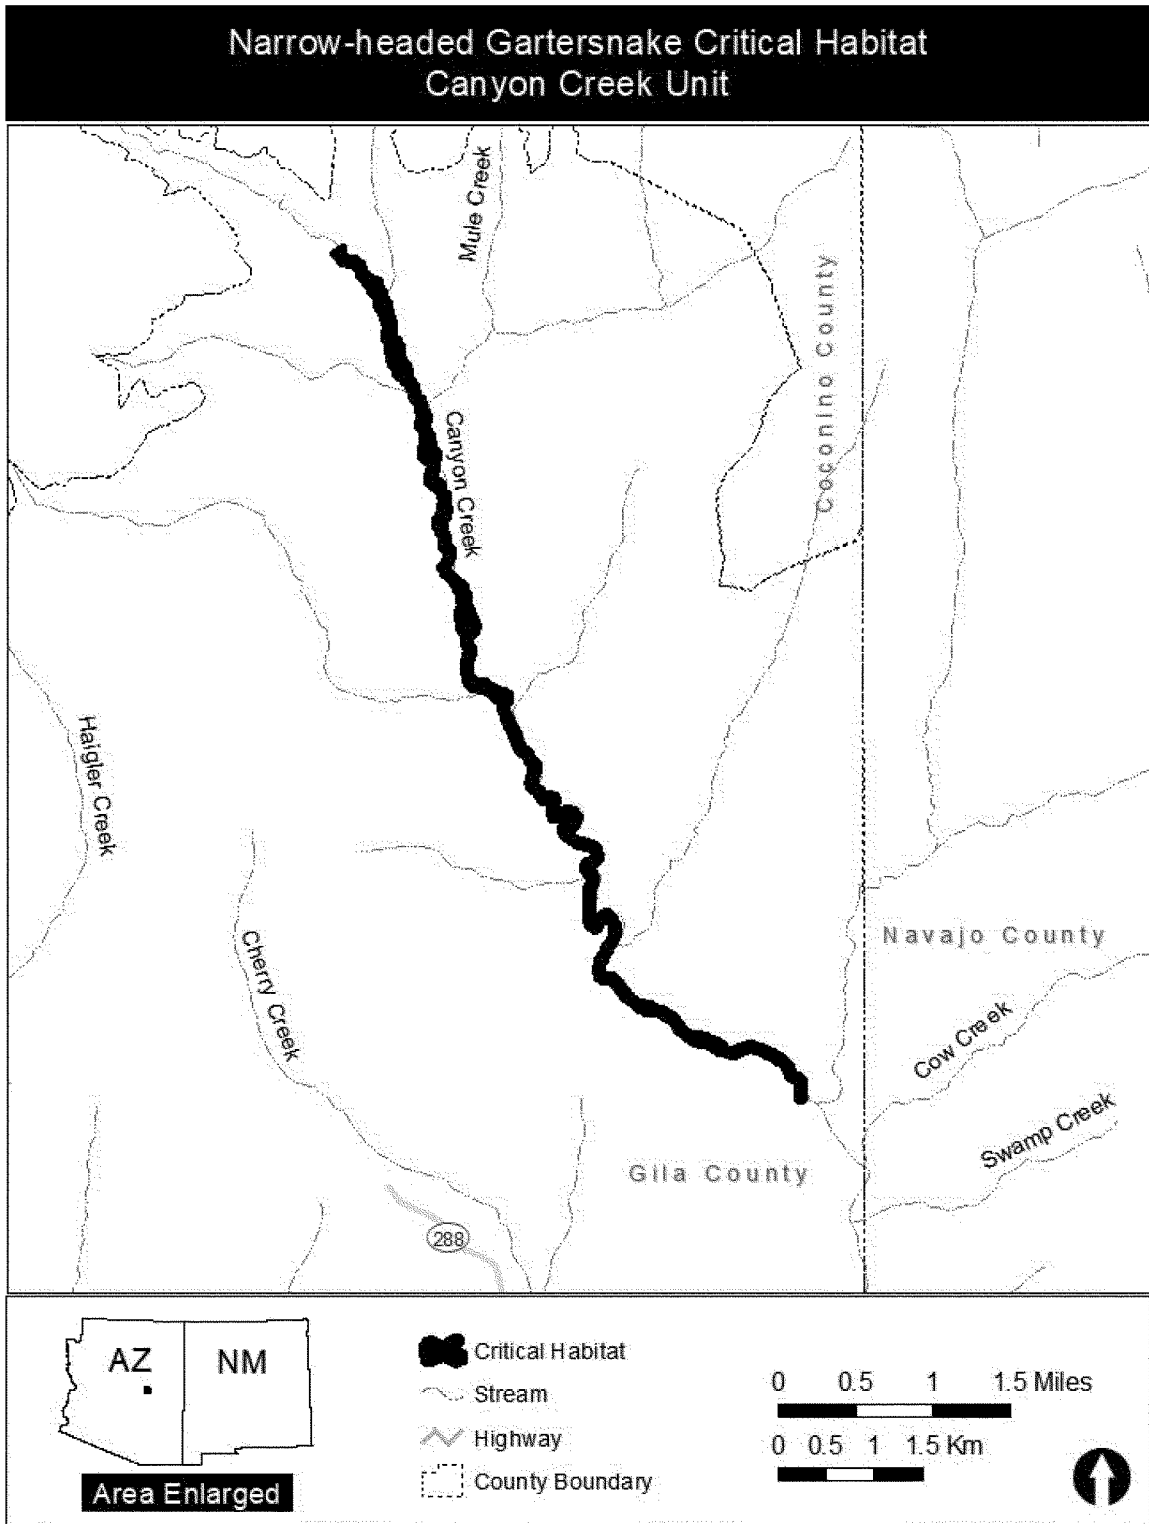 Narrow-headed Gartersnake Critical Habitat
Canyon Creek Unit
Mule Creek
Coconino County
Canyon Creek
Haigler Creek
Cherry Creek
Navajo County
Cow Creek
Swamp Creek
Gila County
288
AZ
NM
Area Enlarged
Critical Habitat
Stream
Highway
County Boundary
0 0.5 1 1.5 Miles
0 0.5 1 1.5 Km